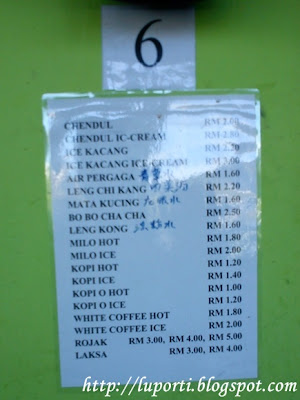 6
CHENDUL RM 2.00
CHENDUL IC-CREAM RM 2.80
ICE KACANG RM 2.20
ICE KACANG ICE-CREAM RM 3.00
AIR PERGAGA RM 1.60
LENG CHI KANG RM 2.20
MATA KUCING RM 1.60
BO BO CHA CHA RM 2.50
LENG KONG RM 1.60
MILO HOT RM 1.80
MILO ICE RM 2.00
KOPI HOT RM 1.20
KOPI ICE RM 1.40
KOPI O HOT RM 1.00
KOPI O ICE RM 1.20
WHITE COFFEE HOT RM 1.80
WHITE COFFEE ICE RM 2.00
ROJAK RM 3.00, RM 4.00, RM 5.00
LAKSA RM 3.00, RM 4.00
http://luporti.blogspot.com